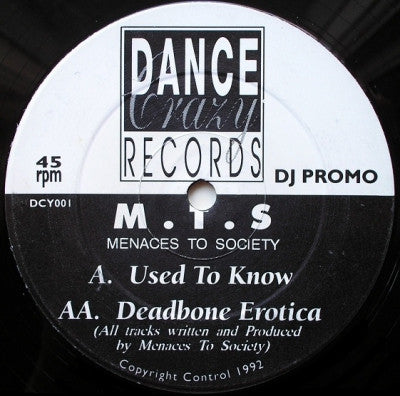 DANCE
Crazy
RECORDS
45
rpm
DJ PROMO
DCY001
M.T.S
MENACES TO SOCIETY
A. Used To Know
AA. Deadbone Erotica
(All tracks written and Produced
by Menaces To Society)
Copyright Control 1992